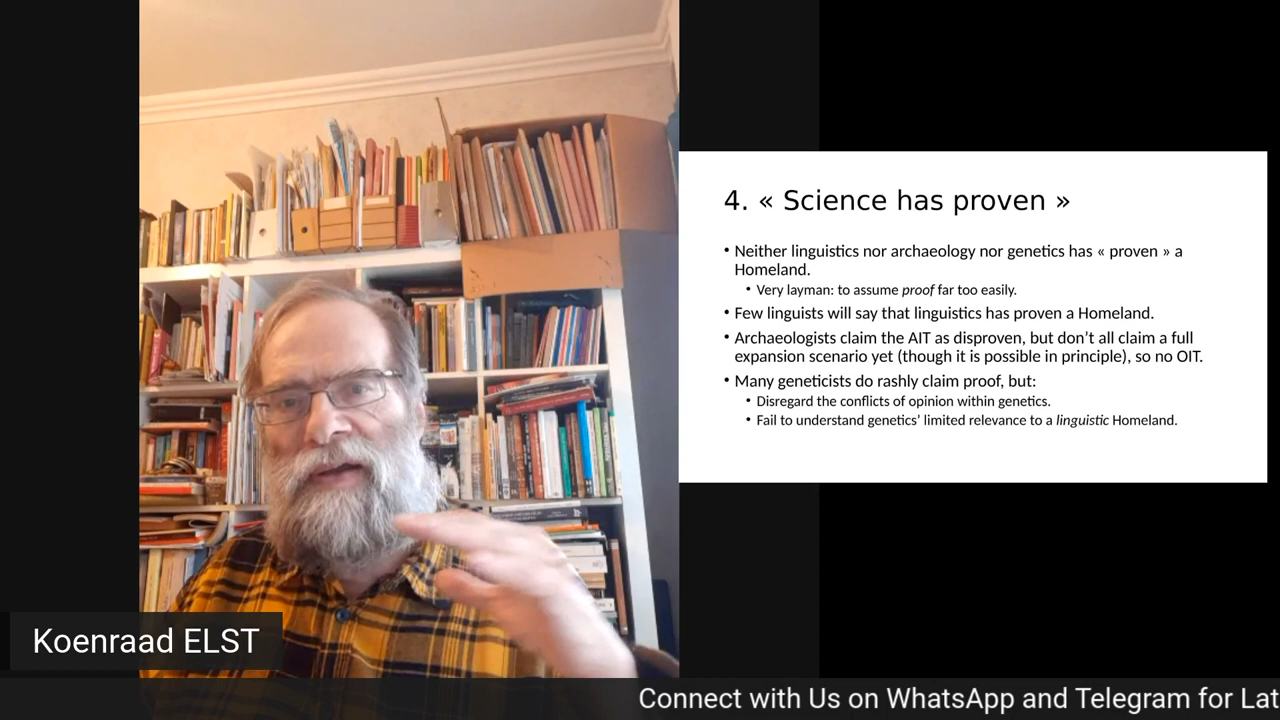 4. « Science has proven »
• Neither linguistics nor archaeology nor genetics has « proven » a
Homeland.
• Very layman: to assume proof far too easily.
• Few linguists will say that linguistics has proven a Homeland.
• Archaeologists claim the AIT as disproven, but don't all claim a full
expansion scenario yet (though it is possible in principle), so no OIT.
• Many geneticists do rashly claim proof, but:
• Disregard the conflicts of opinion within genetics.
• Fail to understand genetics' limited relevance to a linguistic Homeland.
Koenraad ELST
Connect with Us on WhatsApp and Telegram for Lat